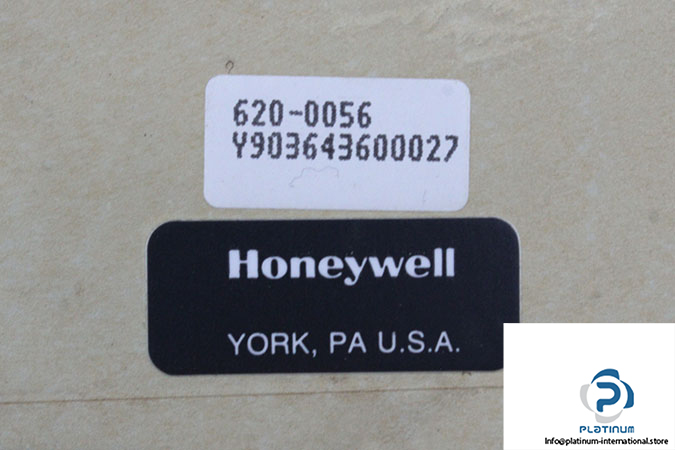 620-0056
Y903643600027
Honeywell
YORK, PA U.S.A.
PLATINUM
Info@platinum-international.store